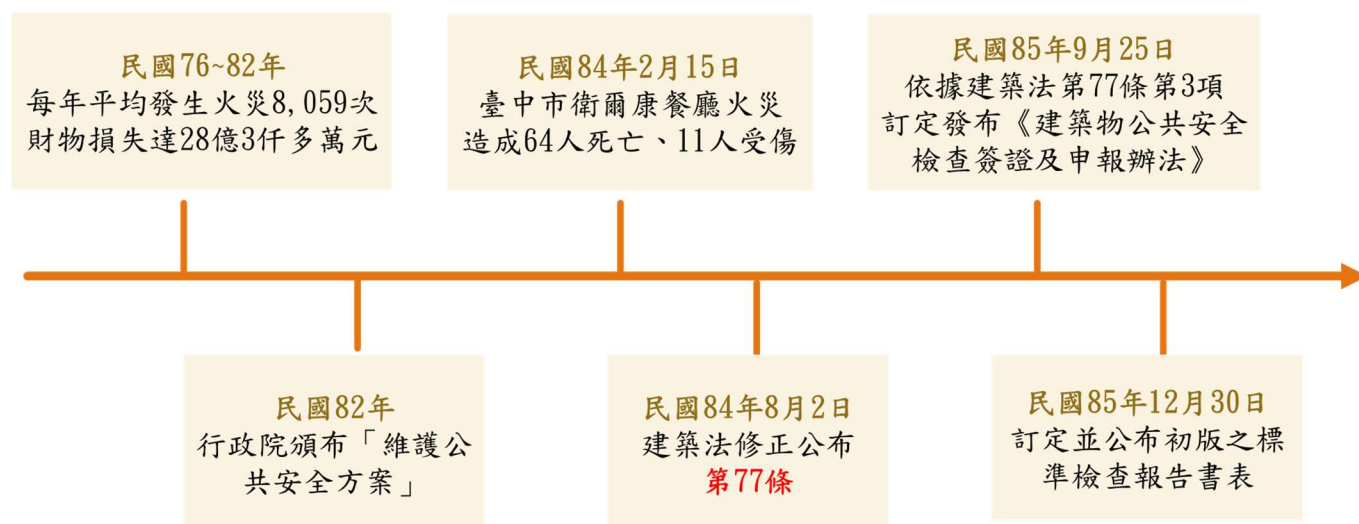 民國76~82年
每年平均發生火災8,059次
財物損失達28億3仟多萬元
民國84年2月15日
臺中市衛爾康餐廳火災
造成64人死亡、11人受傷
民國85年9月25日
依據建築法第77條第3項
訂定發布《建築物公共安全
檢查簽證及申報辦法》
民國82年
行政院頒布「維護公
共安全方案」
民國84年8月2日
建築法修正公布
第77條
民國85年12月30日
訂定並公布初版之標
準檢查報告書表